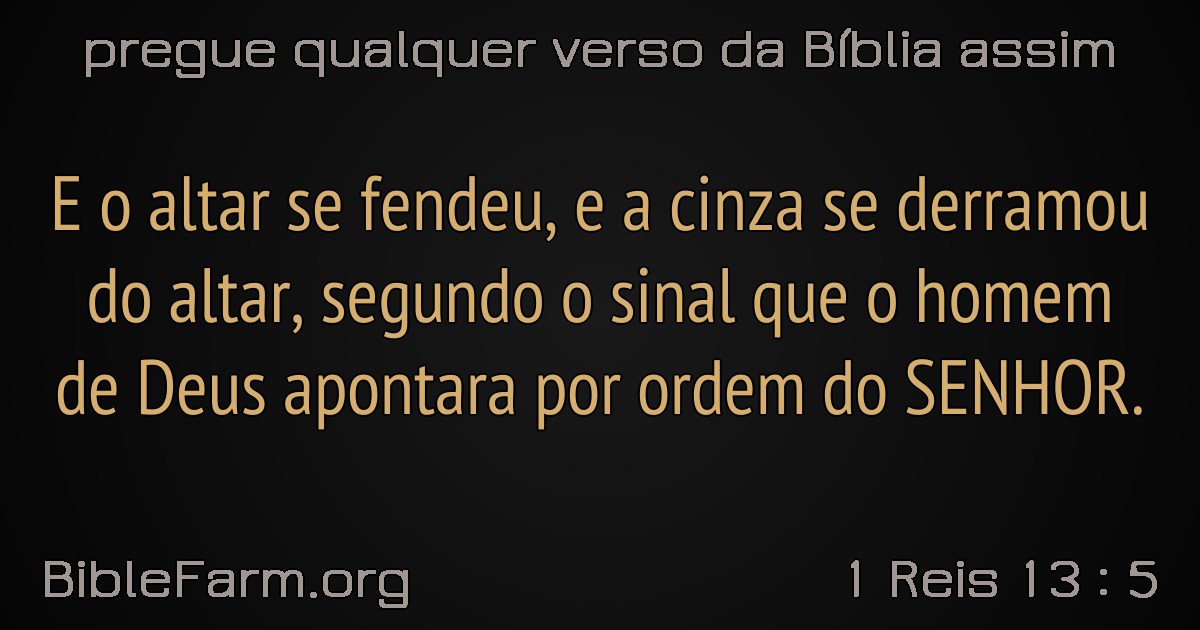 pregue qualquer verso da Bíblia assim
E o altar se fendeu, e a cinza se derramou
do altar, segundo o sinal que o homem
de Deus apontara por ordem do SENHOR.
BibleFarm.org
1 Reis 13 : 5